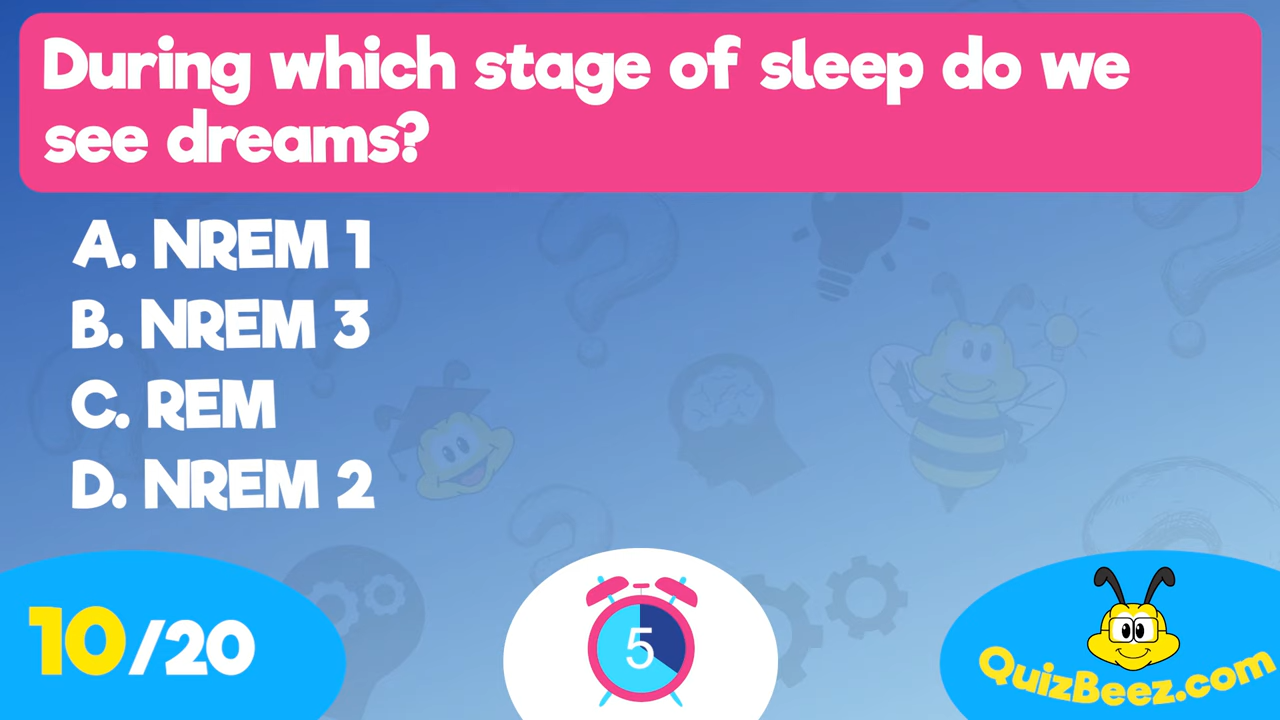 During which stage of sleep do we
see dreams?
A. NREM 1
B. NREM 3
C. REM
D. NREM 2
10/20
5
QuizBeez.com